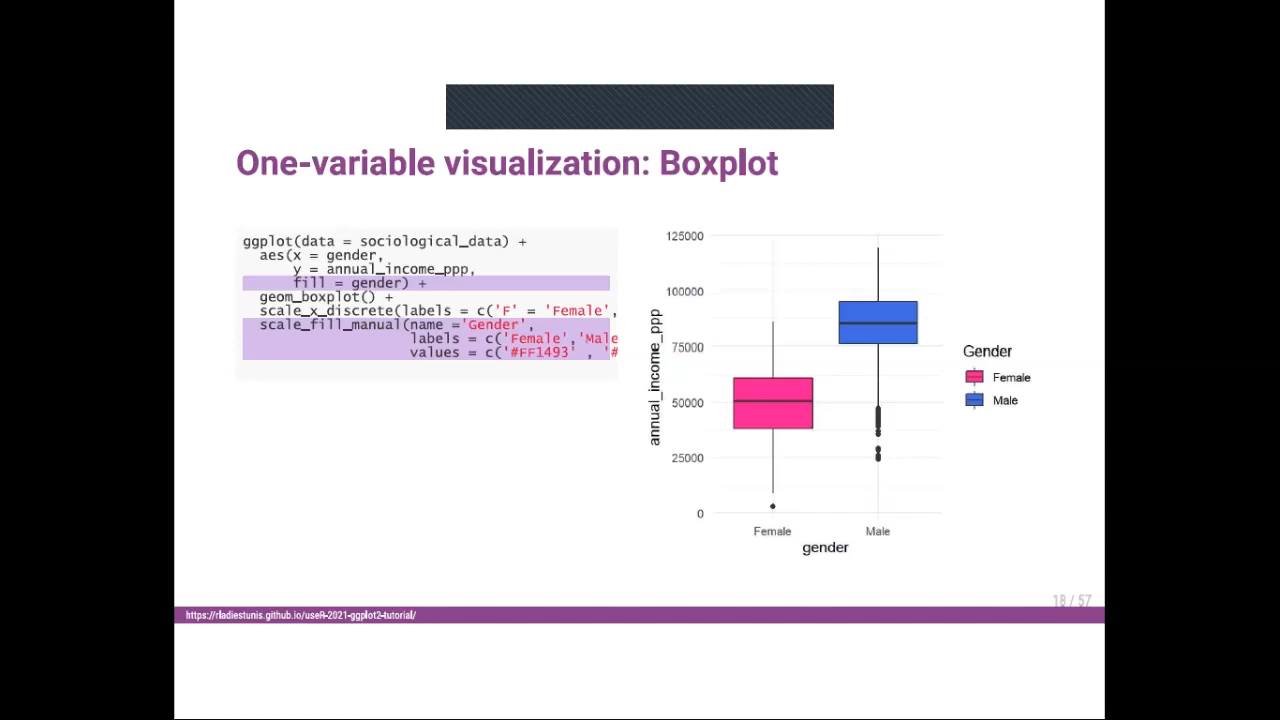 One-variable visualization: Boxplot
ggplot(data = sociological_data) +
aes(x = gender,
y = annual_income_ppp,
fill = gender) +
geom_boxplot() +
scale_x_discrete(labels = c('F' = 'Female',
scale_fill_manual(name ='Gender',
labels = c('Female','Male
values = c('#FF1493' , '#
125000
100000
75000
50000
25000
0
annual_income_ppp
Female Male
gender
Gender
Female
Male
18 / 57
https://rladiestunis.github.io/useR-2021-ggplot2-tutorial/